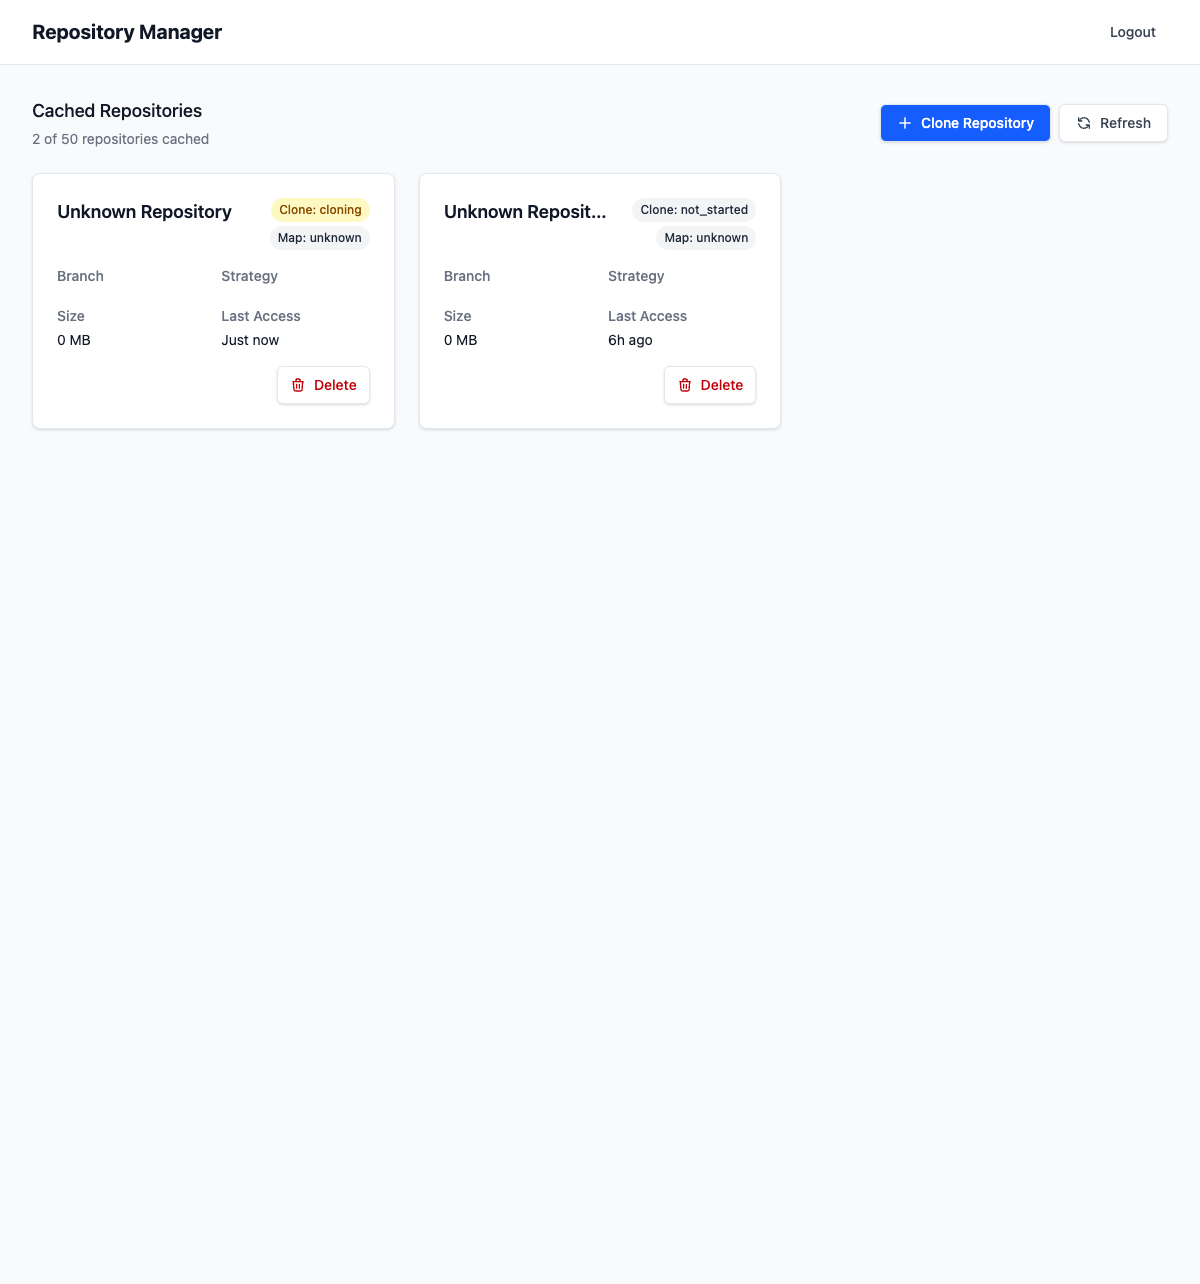 Repository Manager
Logout
Cached Repositories
2 of 50 repositories cached
Clone Repository
Refresh
Unknown Repository
Clone: cloning
Map: unknown
Branch
Strategy
Size
Last Access
0 MB
Just now
Delete
Unknown Reposit...
Clone: not_started
Map: unknown
Branch
Strategy
Size
Last Access
0 MB
6h ago
Delete